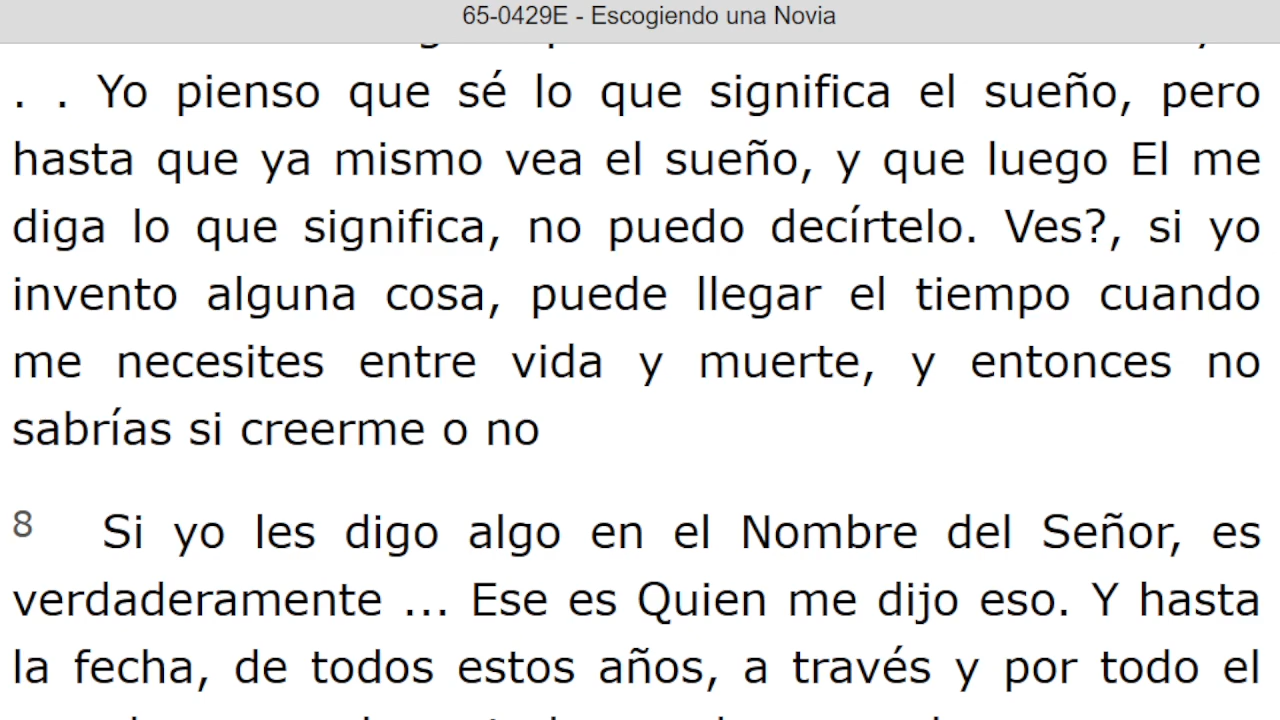 65-0429E - Escogiendo una Novia
. . Yo pienso que sé lo que significa el sueño, pero
hasta que ya mismo vea el sueño, y que luego El me
diga lo que significa, no puedo decírtelo. Ves?, si yo
invento alguna cosa, puede llegar el tiempo cuando
me necesites entre vida y muerte, y entonces no
sabrías si creerme o no
8 Si yo les digo algo en el Nombre del Señor, es
verdaderamente ... Ese es Quien me dijo eso. Y hasta
la fecha, de todos estos años, a través y por todo el